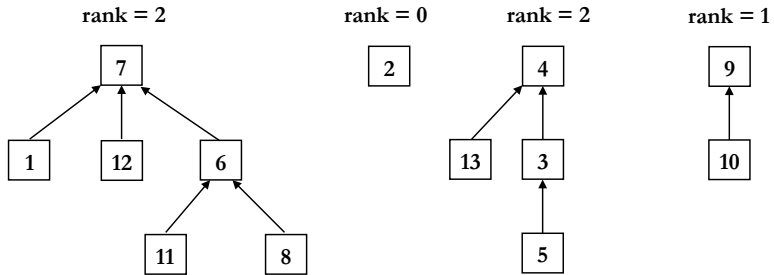 rank = 2 rank = 0 rank = 2 rank = 1
7 2 4 9
1 12 6 13 3 10
11 8 5